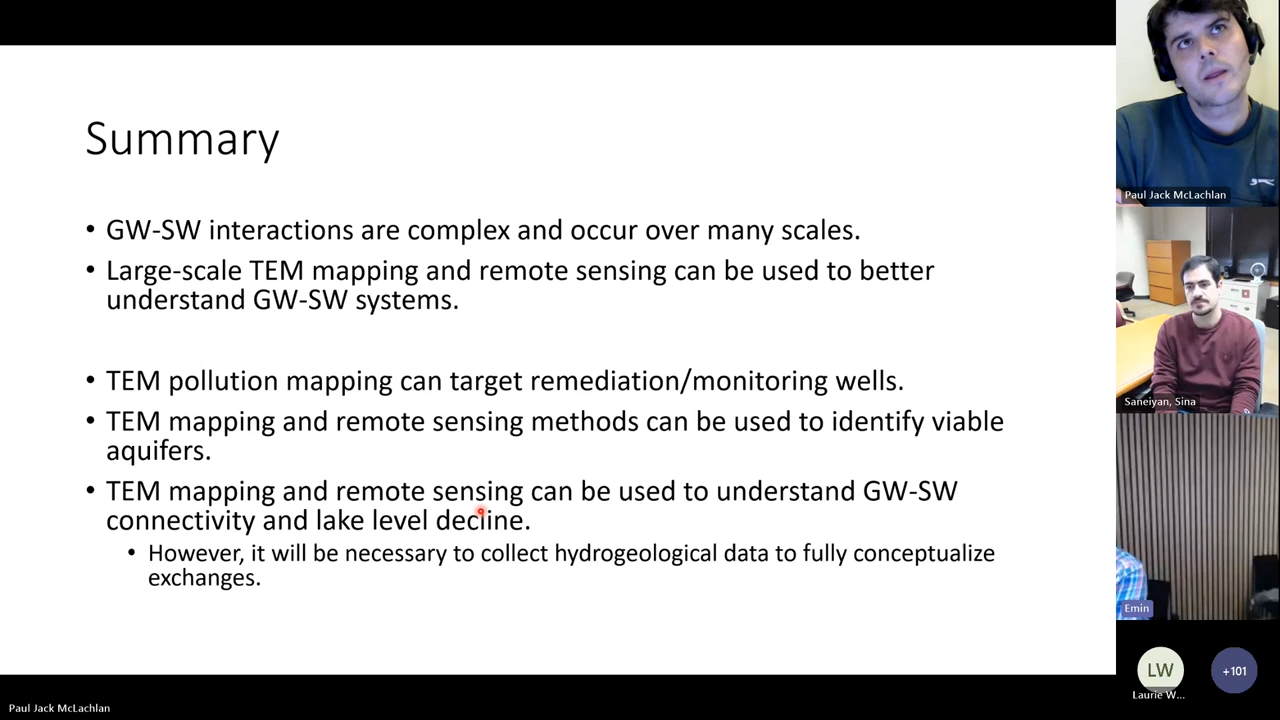 Summary
• GW-SW interactions are complex and occur over many scales.
• Large-scale TEM mapping and remote sensing can be used to better
understand GW-SW systems.
• TEM pollution mapping can target remediation/monitoring wells.
• TEM mapping and remote sensing methods can be used to identify viable
aquifers.
• TEM mapping and remote sensing can be used to understand GW-SW
connectivity and lake level decline.
• However, it will be necessary to collect hydrogeological data to fully conceptualize
exchanges.
Paul Jack McLachlan
Saneiyan, Sina
Emin
LW
+101
Laurie W...
Paul Jack McLachlan